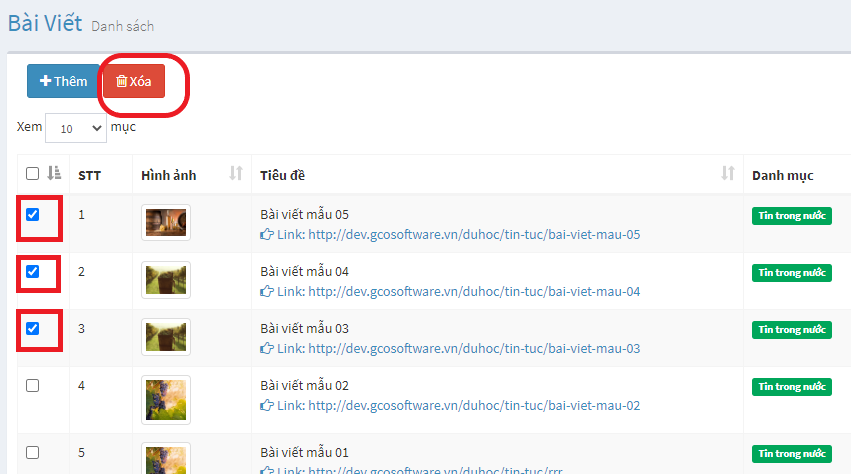 Bài Viết Danh sách
Thêm Xóa
Xem 10 mục
STT Hình ảnh Tiêu đề Danh mục
1 Bài viết mẫu 05 Tin trong nước
Link: http://dev.gcosoftware.vn/duhoc/tin-tuc/bai-viet-mau-05
2 Bài viết mẫu 04 Tin trong nước
Link: http://dev.gcosoftware.vn/duhoc/tin-tuc/bai-viet-mau-04
3 Bài viết mẫu 03 Tin trong nước
Link: http://dev.gcosoftware.vn/duhoc/tin-tuc/bai-viet-mau-03
4 Bài viết mẫu 02 Tin trong nước
Link: http://dev.gcosoftware.vn/duhoc/tin-tuc/bai-viet-mau-02
5 Bài viết mẫu 01 Tin trong nước
Link: http://dev.gcosoftware.vn/duhoc/tin-tuc/rrr